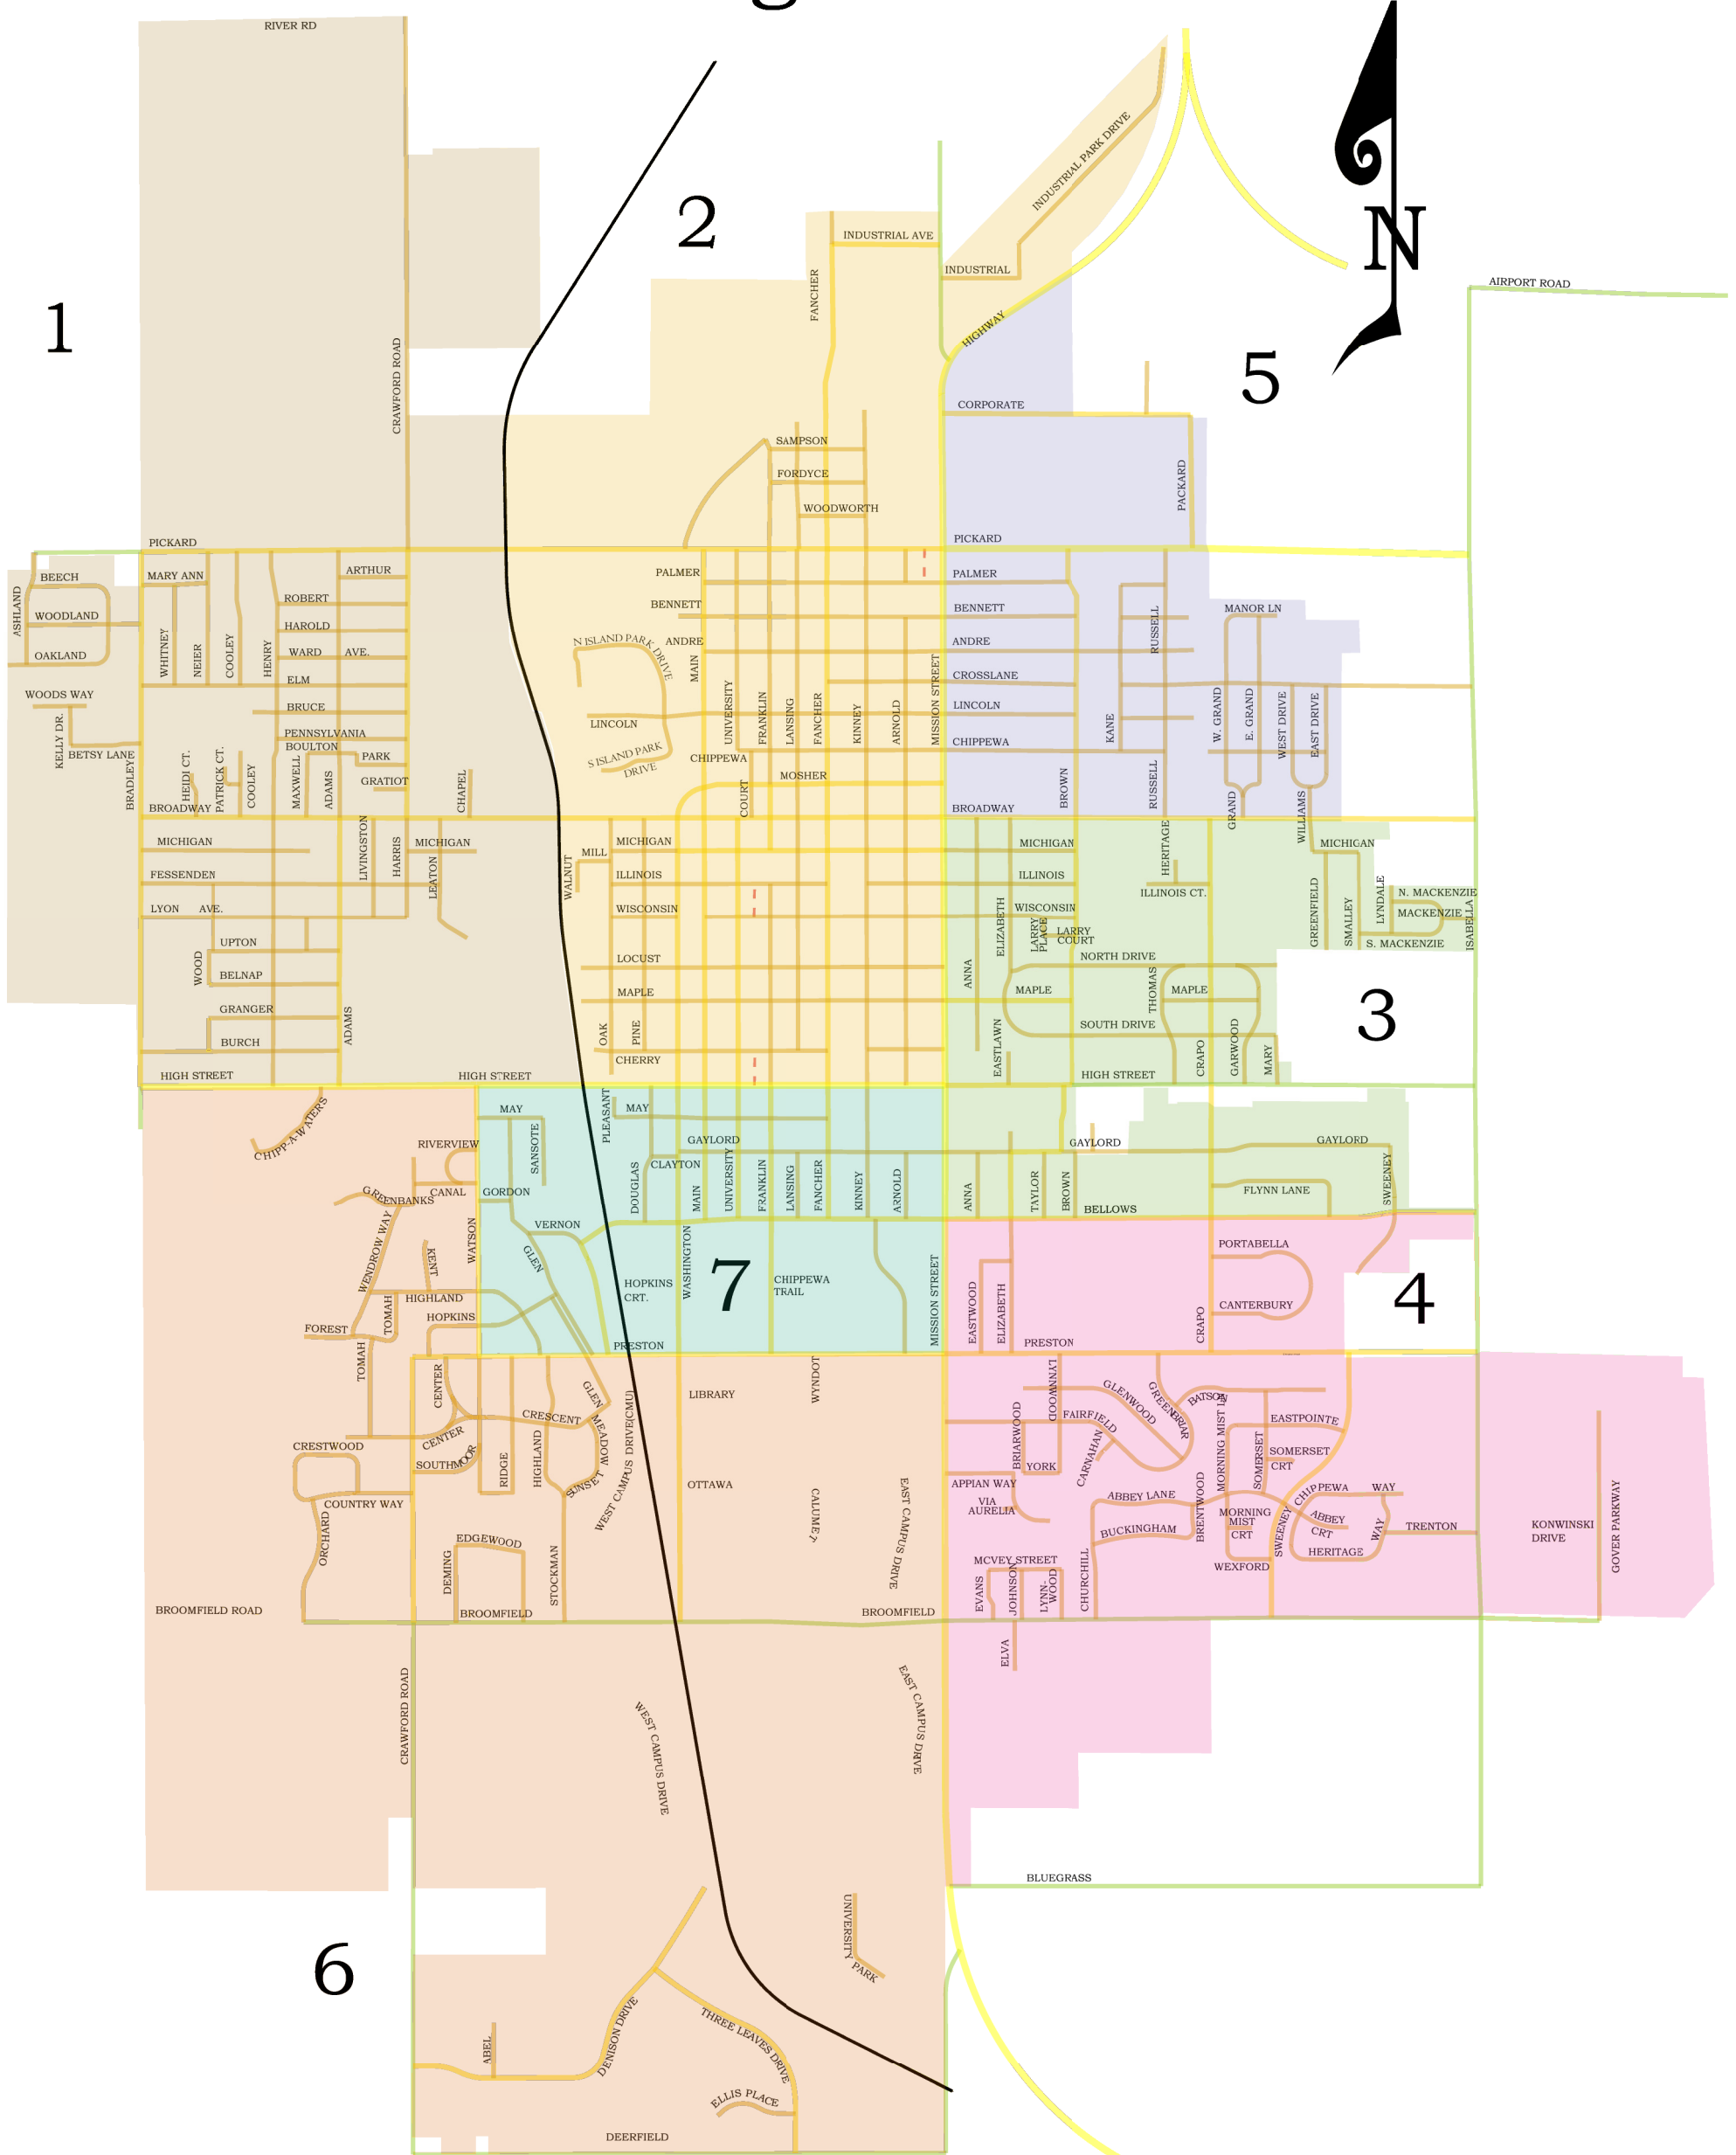 RIVER RD
INDUSTRIAL PARK DRIVE
2
N
INDUSTRIAL AVE
INDUSTRIAL
FANCHER
AIRPORT ROAD
1
HIGHWAY
CRAWFORD ROAD
5
CORPORATE
SAMPSON
FORDYCE
PACKARD
WOODWORTH
PICKARD
PICKARD
BEECH
MARY ANN
ARTHUR
PALMER
PALMER
ASHLAND
WOODLAND
ROBERT
BENNETT
BENNETT
MANOR LN
HAROLD
N ISLAND PARK DRIVE
ANDRE
ANDRE
RUSSELL
OAKLAND
WHITNEY
NEIER
COOLEY
HENRY
WARD AVE.
MAIN
CROSSLANE
ELM
WOODS WAY
BRUCE
LINCOLN
LINCOLN
UNIVERSITY
FRANKLIN
LANSING
FANCHER
KINNEY
ARNOLD
MISSION STREET
KANE
W. GRAND
E. GRAND
WEST DRIVE
EAST DRIVE
KELLY DR.
BETSY LANE
PENNSYLVANIA
BOULTON
PARK
S ISLAND PARK
DRIVE
CHIPPEWA
CHIPPEWA
BRADLEY
HEIDI CT.
PATRICK CT.
COOLEY
MAXWELL
ADAMS
GRATIOT
CHAPEL
MOSHER
COURT
BROWN
RUSSELL
GRAND
BROADWAY
BROADWAY
WILLIAMS
MICHIGAN
LIVINGSTON
HARRIS
MICHIGAN
LEATON
WALNUT
MILL
MICHIGAN
MICHIGAN
HERITAGE
MICHIGAN
FESSENDEN
ILLINOIS
ILLINOIS
ILLINOIS CT.
LYNDALE
N. MACKENZIE
LYON AVE.
WISCONSIN
ELIZABETH
WISCONSIN
LARRY
PLACE
LARRY
COURT
GREENFIELD
SMALLEY
MACKENZIE
ISABELLA
UPTON
S. MACKENZIE
WOOD
LOCUST
NORTH DRIVE
BELNAP
ANNA
THOMAS
MAPLE
MAPLE
MAPLE
3
GRANGER
ADAMS
OAK
PINE
SOUTH DRIVE
BURCH
CHERRY
EASTLAWN
CRAPO
GARWOOD
MARY
HIGH STREET
HIGH STREET
HIGH STREET
CHIPP-A-WATERS
MAY
PLEASANT
MAY
RIVERVIEW
SANSOTE
GAYLORD
GAYLORD
GAYLORD
CLAYTON
CANAL
GORDON
GREENBANKS
DOUGLAS
MAIN
UNIVERSITY
FRANKLIN
LANSING
FANCHER
KINNEY
ARNOLD
ANNA
TAYLOR
BROWN
FLYNN LANE
SWEENEY
BELLOWS
WENDROW WAY
WATSON
VERNON
KENT
GLEN
WASHINGTON
PORTABELLA
7
HOPKINS
CRT.
CHIPPEWA
TRAIL
MISSION STREET
HIGHLAND
TOMAH
HOPKINS
EASTWOOD
ELIZABETH
CRAPO
CANTERBURY
4
FOREST
PRESTON
PRESTON
TOMAH
CENTER
GLEN
LIBRARY
WYNDOT
LYNNWOOD
GLENWOOD
GREENBRIAR
BATSON
CRESCENT
MEADOW
FAIRFIELD
MORNING MIST LN
EASTPOINTE
CRESTWOOD
CENTER
SOUTHMOOR
RIDGE
HIGHLAND
SUNSET
WEST CAMPUS DRIVE(CMU)
BRIARWOOD
YORK
CARNAHAN
SOMERSET
SOMERSET
CRT
OTTAWA
APPIAN WAY
COUNTRY WAY
CALUMET
EAST CAMPUS DRIVE
VIA
AURELIA
ABBEY LANE
BRENTWOOD
CHIPPEWA WAY
MORNING
MIST
CRT
ABBEY
CRT
ORCHARD
EDGEWOOD
BUCKINGHAM
SWEENEY
WAY
TRENTON
KONWINSKI
DRIVE
GOVER PARKWAY
DEMING
STOCKMAN
MCVEY STREET
HERITAGE
WEXFORD
EVANS
JOHNSON
LYNN-
WOOD
CHURCHILL
BROOMFIELD ROAD
BROOMFIELD
BROOMFIELD
ELVA
CRAWFORD ROAD
WEST CAMPUS DRIVE
EAST CAMPUS DRIVE
BLUEGRASS
UNIVERSITY
PARK
6
DENISON DRIVE
THREE LEAVES DRIVE
ABEL
ELLIS PLACE
DEERFIELD